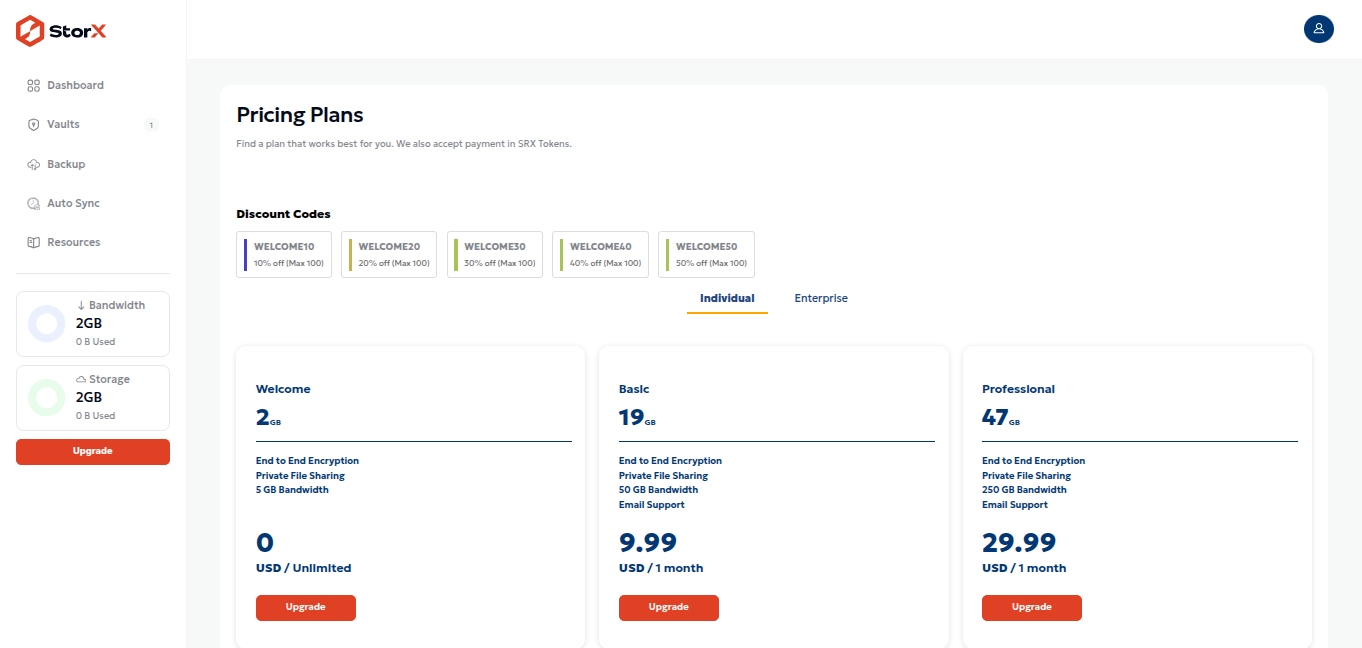 StorX
Dashboard
Vaults 1
Backup
Auto Sync
Resources
↓ Bandwidth
2GB
0 B Used
Storage
2GB
0 B Used
Upgrade
Pricing Plans
Find a plan that works best for you. We also accept payment in SRX Tokens.
Discount Codes
WELCOME10
10% off (Max 100)
WELCOME20
20% off (Max 100)
WELCOME30
30% off (Max 100)
WELCOME40
40% off (Max 100)
WELCOME50
50% off (Max 100)
Individual
Enterprise
Welcome
2GB
End to End Encryption
Private File Sharing
5 GB Bandwidth
0
USD / Unlimited
Upgrade
Basic
19GB
End to End Encryption
Private File Sharing
50 GB Bandwidth
Email Support
9.99
USD / 1 month
Upgrade
Professional
47GB
End to End Encryption
Private File Sharing
250 GB Bandwidth
Email Support
29.99
USD / 1 month
Upgrade